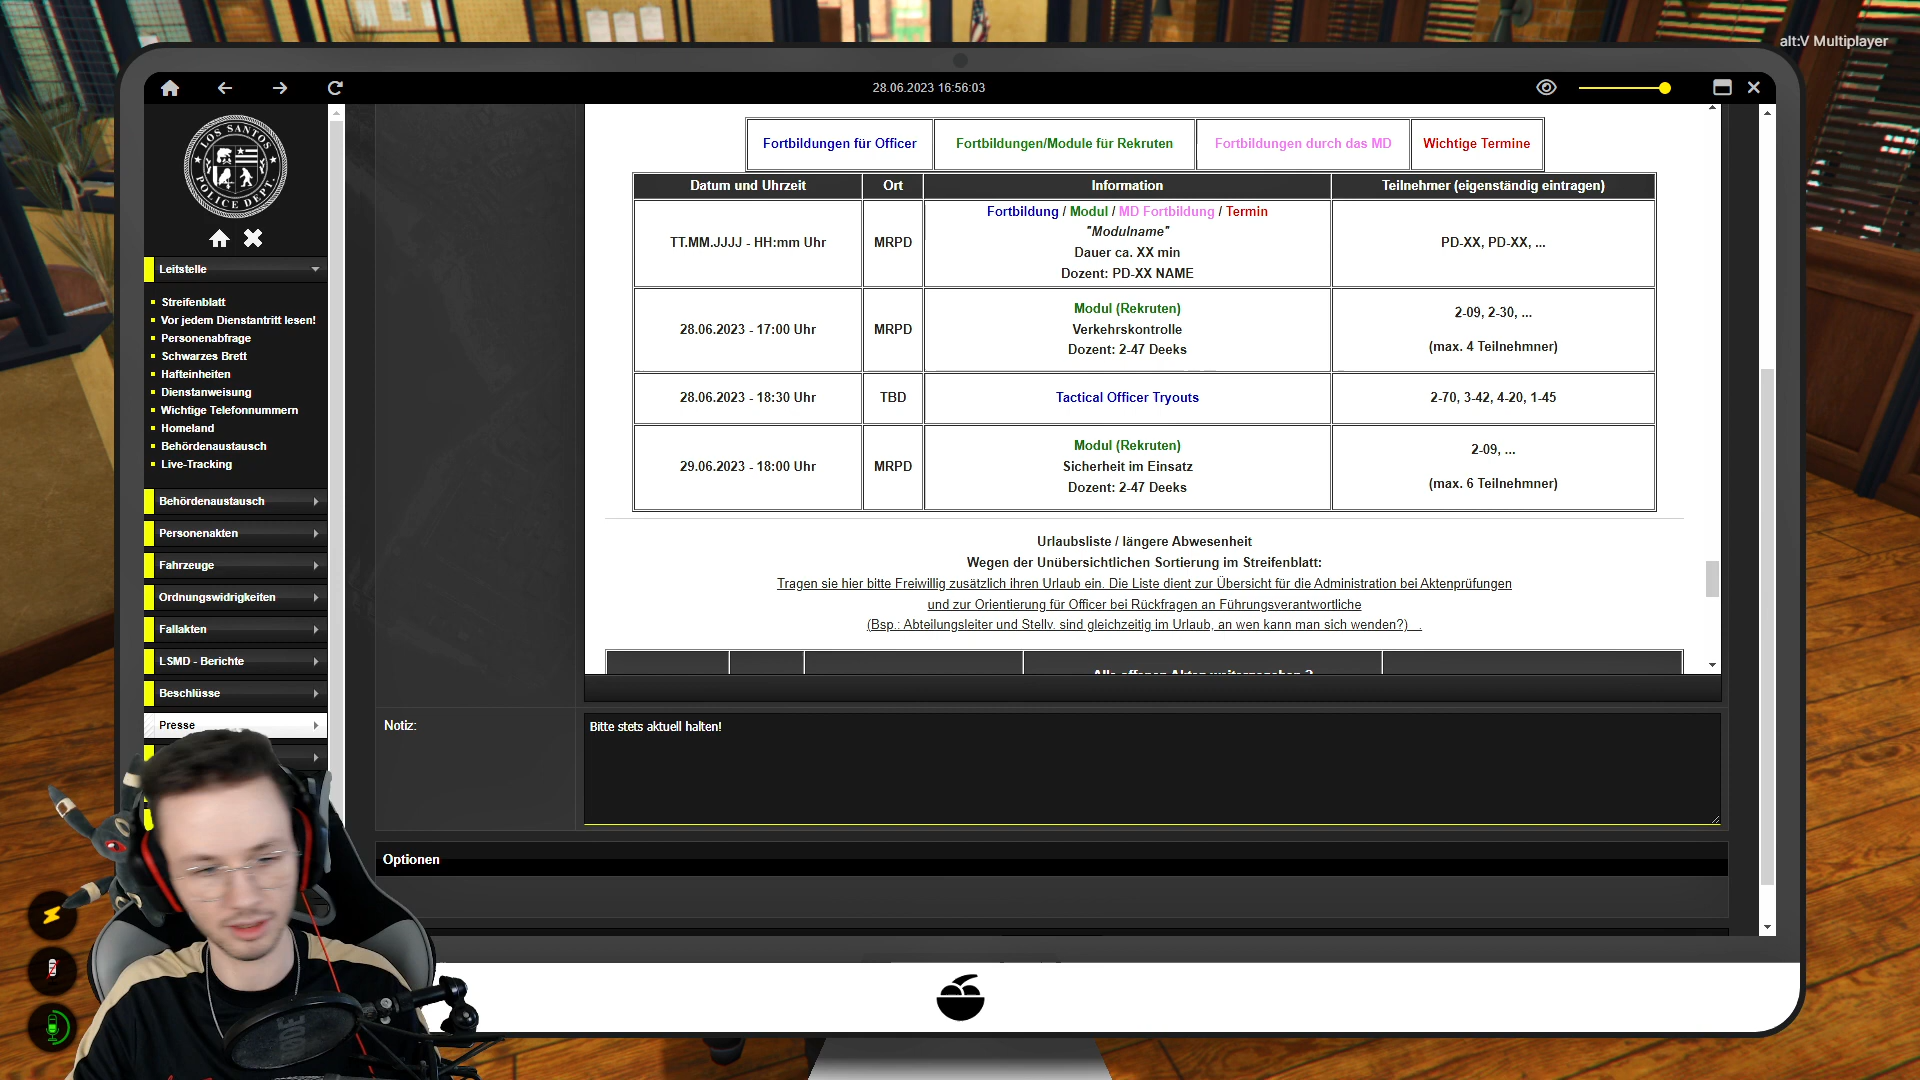 alt:V Multiplayer
28.06.2023 16:56:03
LOS SANTOS
POLICE DEPT.
Leitstelle
Streifenblatt
Vor jedem Dienstantritt lesen!
Personenabfrage
Schwarzes Brett
Hafteinheiten
Dienstanweisung
Wichtige Telefonnummern
Homeland
Behördenaustausch
Live-Tracking
Behördenaustausch
Personenakten
Fahrzeuge
Ordnungswidrigkeiten
Fallakten
LSMD - Berichte
Beschlüsse
Presse
Fortbildungen für Officer
Fortbildungen/Module für Rekruten
Fortbildungen durch das MD
Wichtige Termine
Datum und Uhrzeit
Ort
Information
Teilnehmer (eigenständig eintragen)
TT.MM.JJJJ - HH:mm Uhr
MRPD
Fortbildung / Modul / MD Fortbildung / Termin
"Modulname"
Dauer ca. XX min
Dozent: PD-XX NAME
PD-XX, PD-XX, ...
28.06.2023 - 17:00 Uhr
MRPD
Modul (Rekruten)
Verkehrskontrolle
Dozent: 2-47 Deeks
2-09, 2-30, ...
(max. 4 Teilnehmner)
28.06.2023 - 18:30 Uhr
TBD
Tactical Officer Tryouts
2-70, 3-42, 4-20, 1-45
29.06.2023 - 18:00 Uhr
MRPD
Modul (Rekruten)
Sicherheit im Einsatz
Dozent: 2-47 Deeks
2-09, ...
(max. 6 Teilnehmner)
Urlaubsliste / längere Abwesenheit
Wegen der Unübersichtlichen Sortierung im Streifenblatt:
Tragen sie hier bitte Freiwillig zusätzlich ihren Urlaub ein. Die Liste dient zur Übersicht für die Administration bei Aktenprüfungen
und zur Orientierung für Officer bei Rückfragen an Führungsverantwortliche
(Bsp.: Abteilungsleiter und Stellv. sind gleichzeitig im Urlaub, an wen kann man sich wenden?) .
Notiz:
Bitte stets aktuell halten!
Optionen